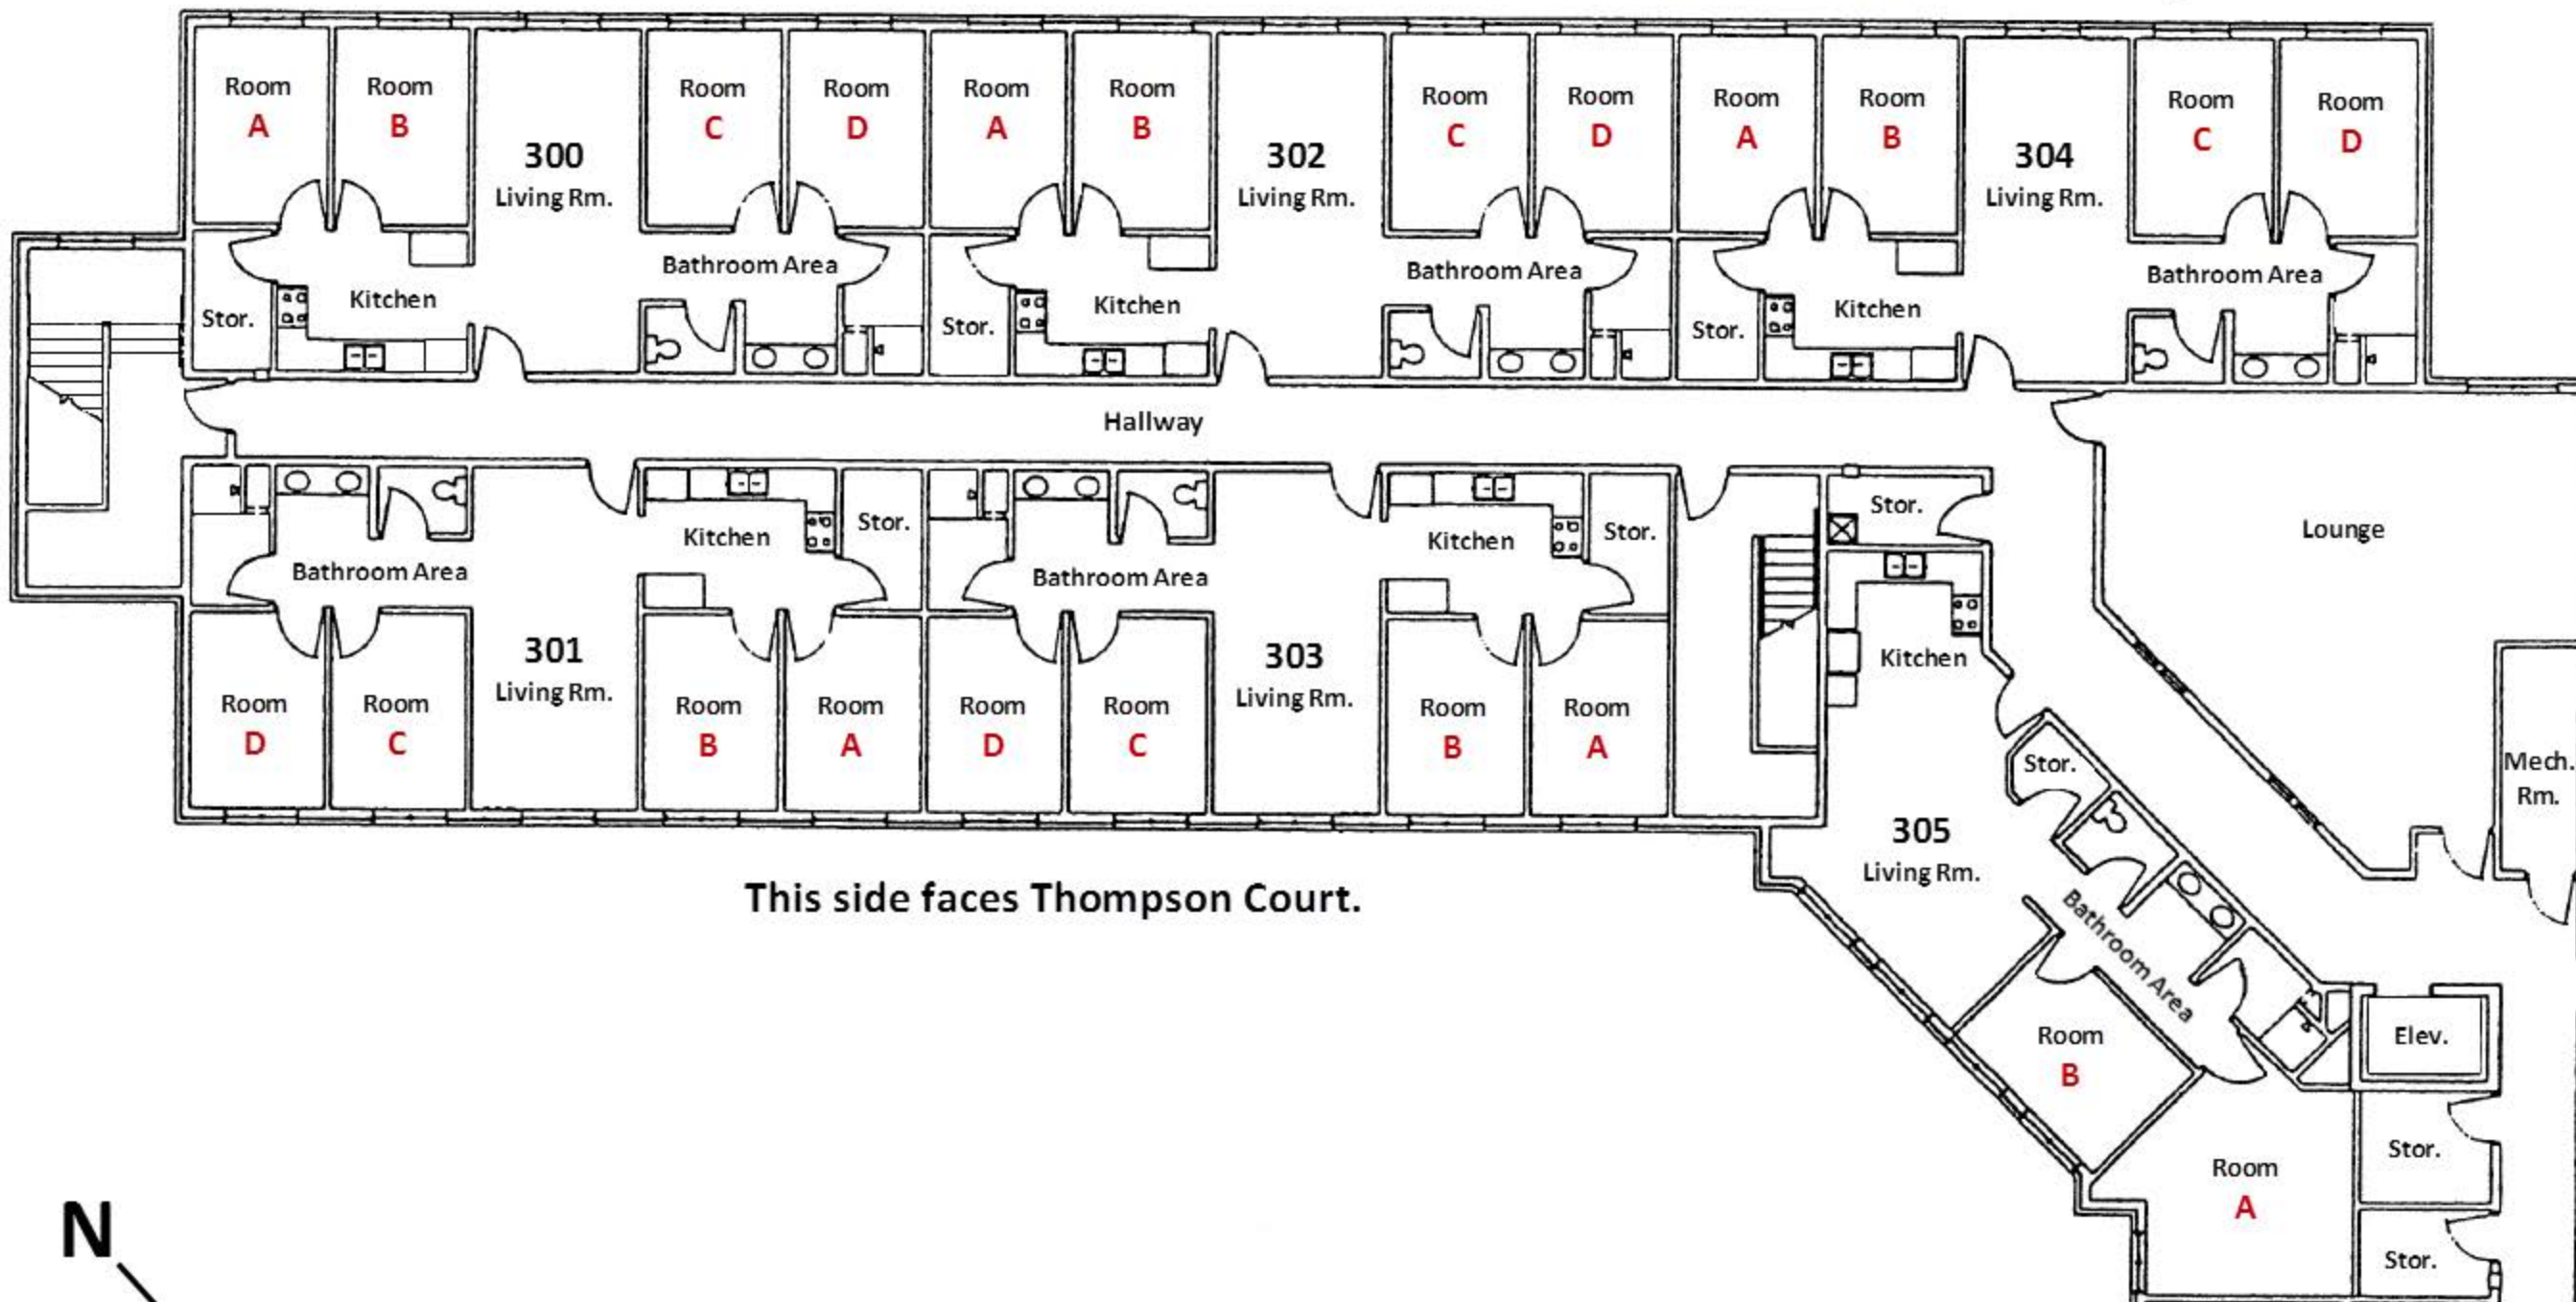 Room
A
Room
B
300
Living Rm.
Room
C
Room
D
Room
A
Room
B
302
Living Rm.
Room
C
Room
D
Room
A
Room
B
304
Living Rm.
Room
C
Room
D
Stor.
Kitchen
Bathroom Area
Stor.
Kitchen
Bathroom Area
Stor.
Kitchen
Bathroom Area
Hallway
Bathroom Area
Kitchen
Stor.
Bathroom Area
Kitchen
Stor.
Stor.
Lounge
Room
D
Room
C
301
Living Rm.
Room
B
Room
A
Room
D
Room
C
303
Living Rm.
Room
B
Room
A
Kitchen
Stor.
Mech.
Rm.
305
Living Rm.
This side faces Thompson Court.
Bathroom Area
Room
B
Elev.
Room
A
Stor.
Stor.
N